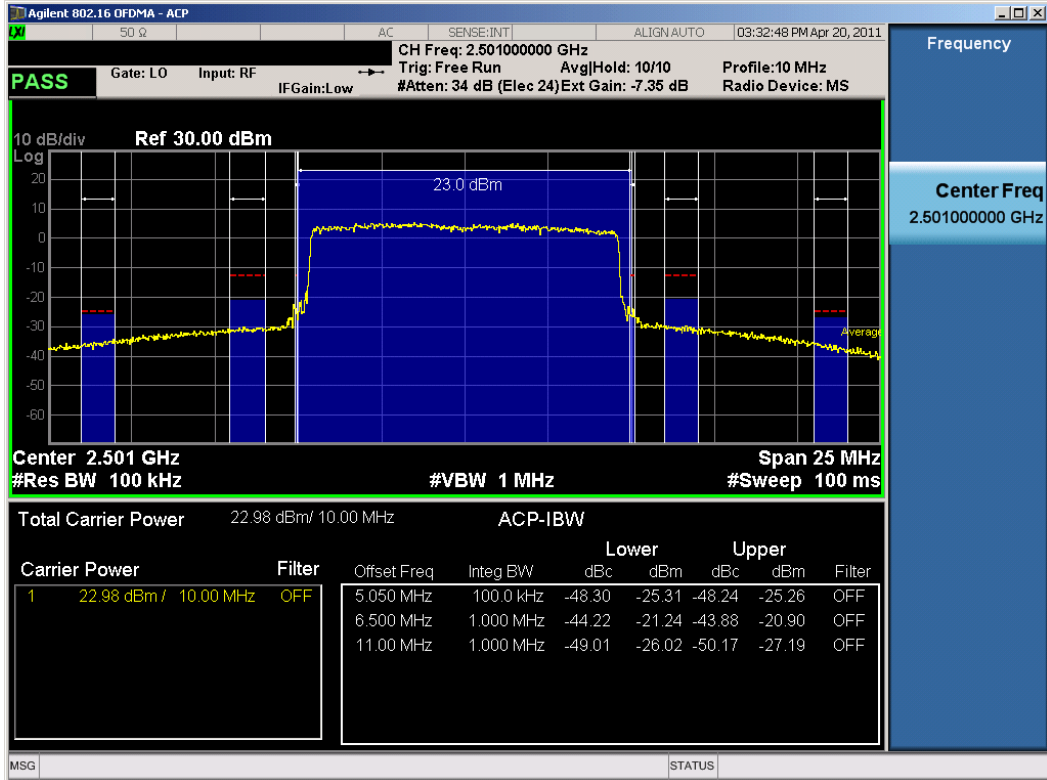 Agilent 802.16 OFDMA - ACP
LXI 50 Ω AC SENSE:INT ALIGN AUTO 03:32:48 PM Apr 20, 2011
CH Freq: 2.501000000 GHz
PASS Gate: LO Input: RF Trig: Free Run Avg|Hold: 10/10 Profile:10 MHz
IFGain:Low #Atten: 34 dB (Elec 24) Ext Gain: -7.35 dB Radio Device: MS
10 dB/div Ref 30.00 dBm
Log
23.0 dBm
20
10
0
-10
-20
-30
Average
-40
-50
-60
Center 2.501 GHz Span 25 MHz
#Res BW 100 kHz #VBW 1 MHz #Sweep 100 ms
Total Carrier Power 22.98 dBm/ 10.00 MHz ACP-IBW
Lower Upper
Carrier Power Filter Offset Freq Integ BW dBc dBm dBc dBm Filter
1 22.98 dBm / 10.00 MHz OFF 5.050 MHz 100.0 kHz -48.30 -25.31 -48.24 -25.26 OFF
6.500 MHz 1.000 MHz -44.22 -21.24 -43.88 -20.90 OFF
11.00 MHz 1.000 MHz -49.01 -26.02 -50.17 -27.19 OFF
MSG STATUS
Frequency
Center Freq
2.501000000 GHz